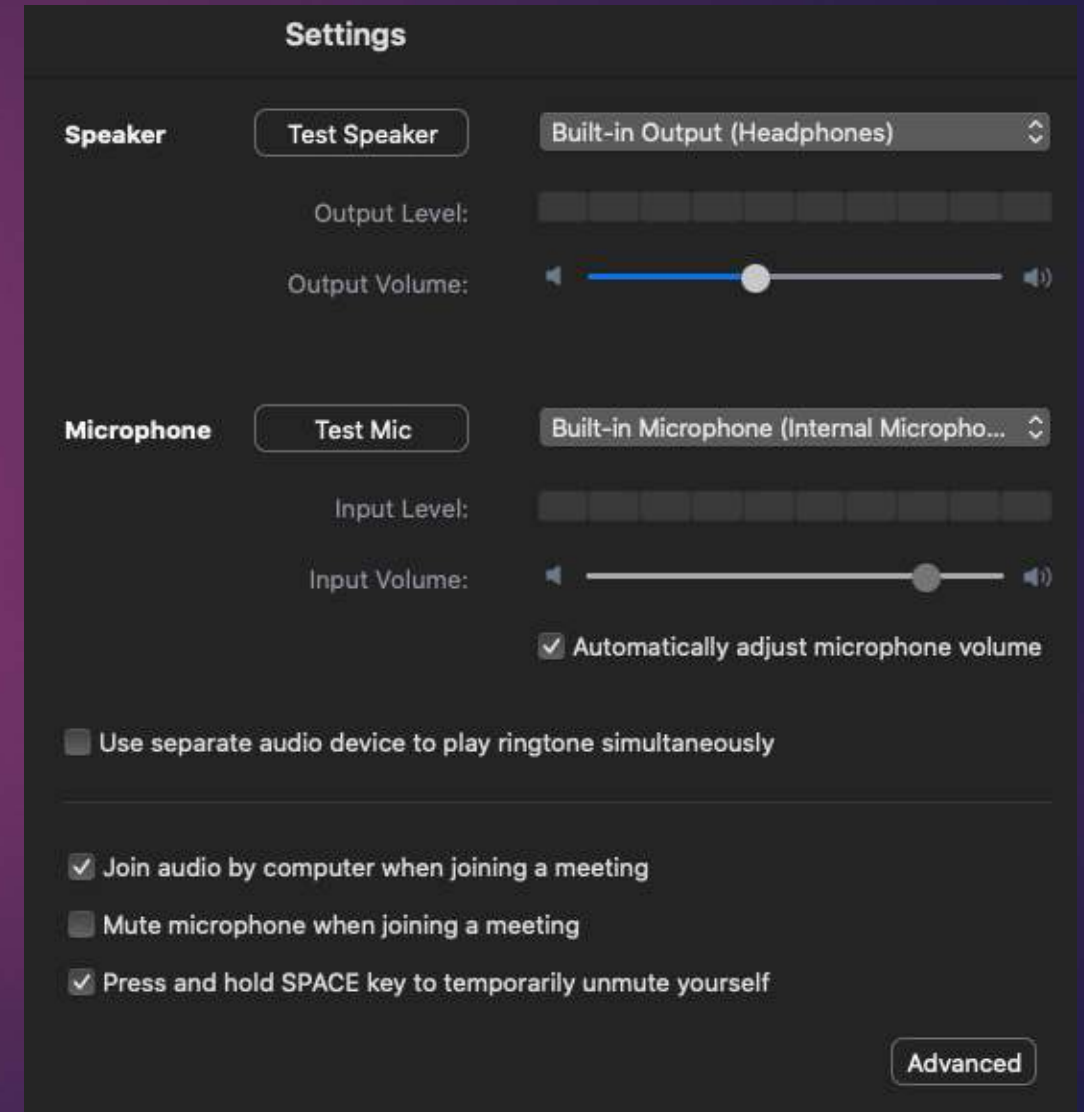 Settings
Speaker Test Speaker Built-in Output (Headphones)
Output Level:
Output Volume:
Microphone Test Mic Built-in Microphone (Internal Micropho...
Input Level:
Input Volume:
Automatically adjust microphone volume
Use separate audio device to play ringtone simultaneously
Join audio by computer when joining a meeting
Mute microphone when joining a meeting
Press and hold SPACE key to temporarily unmute yourself
Advanced